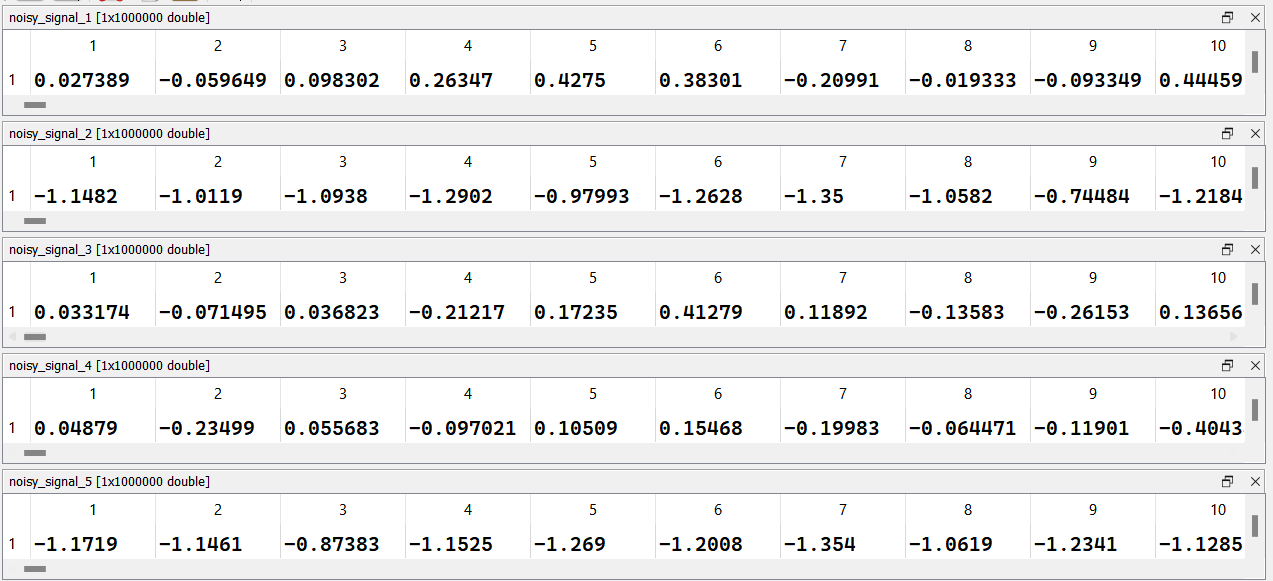 noisy_signal_1 [1x1000000 double]
1 2 3 4 5 6 7 8 9 10
1 0.027389 -0.059649 0.098302 0.26347 0.4275 0.38301 -0.20991 -0.019333 -0.093349 0.44459
noisy_signal_2 [1x1000000 double]
1 2 3 4 5 6 7 8 9 10
1 -1.1482 -1.0119 -1.0938 -1.2902 -0.97993 -1.2628 -1.35 -1.0582 -0.74484 -1.2184
noisy_signal_3 [1x1000000 double]
1 2 3 4 5 6 7 8 9 10
1 0.033174 -0.071495 0.036823 -0.21217 0.17235 0.41279 0.11892 -0.13583 -0.26153 0.13656
noisy_signal_4 [1x1000000 double]
1 2 3 4 5 6 7 8 9 10
1 0.04879 -0.23499 0.055683 -0.097021 0.10509 0.15468 -0.19983 -0.064471 -0.11901 -0.4043
noisy_signal_5 [1x1000000 double]
1 2 3 4 5 6 7 8 9 10
1 -1.1719 -1.1461 -0.87383 -1.1525 -1.269 -1.2008 -1.354 -1.0619 -1.2341 -1.1285